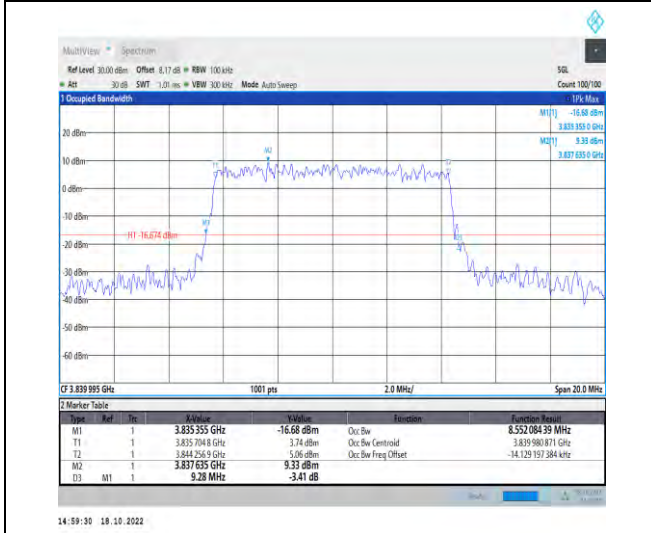 MultiView Spectrum
Ref Level 30.00 dBm Offset 8.17 dB RBW 100 kHz SGL
Att 30 dB SWT 1.01 ms VBW 300 kHz Mode Auto Sweep Count 100/100
1 Occupied Bandwidth 1Pk Max
M1[1] -16.68 dBm
3.835 355 0 GHz
M2[1] 9.33 dBm
3.837 635 0 GHz
20 dBm
M2
10 dBm
T1
T2
0 dBm
-10 dBm
M1
H1 -16.674 dBm
-20 dBm
D3
-30 dBm
-40 dBm
-50 dBm
-60 dBm
CF 3.839 995 GHz 1001 pts 2.0 MHz/ Span 20.0 MHz
2 Marker Table
Type Ref Trc X-Value Y-Value Function Function Result
M1 1 3.835 355 GHz -16.68 dBm Occ Bw 8.552 084 39 MHz
T1 1 3.835 704 8 GHz 3.74 dBm Occ Bw Centroid 3.839 980 871 GHz
T2 1 3.844 256 9 GHz 5.06 dBm Occ Bw Freq Offset -14.129 197 384 kHz
M2 1 3.837 635 GHz 9.33 dBm
D3 M1 1 9.28 MHz -3.41 dB
14:59:30 18.10.2022